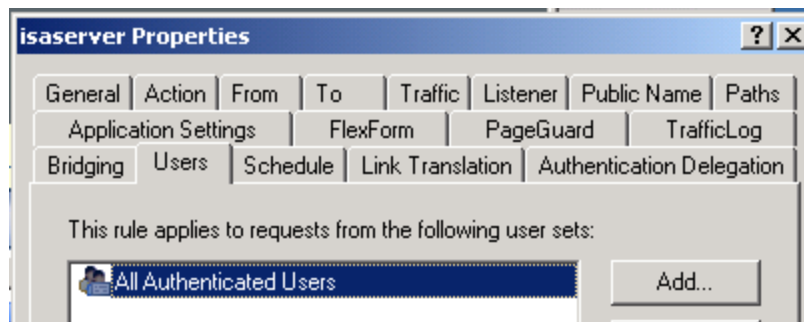 isaserver Properties
General Action From To Traffic Listener Public Name Paths
Application Settings FlexForm PageGuard TrafficLog
Bridging Users Schedule Link Translation Authentication Delegation
This rule applies to requests from the following user sets:
All Authenticated Users Add...